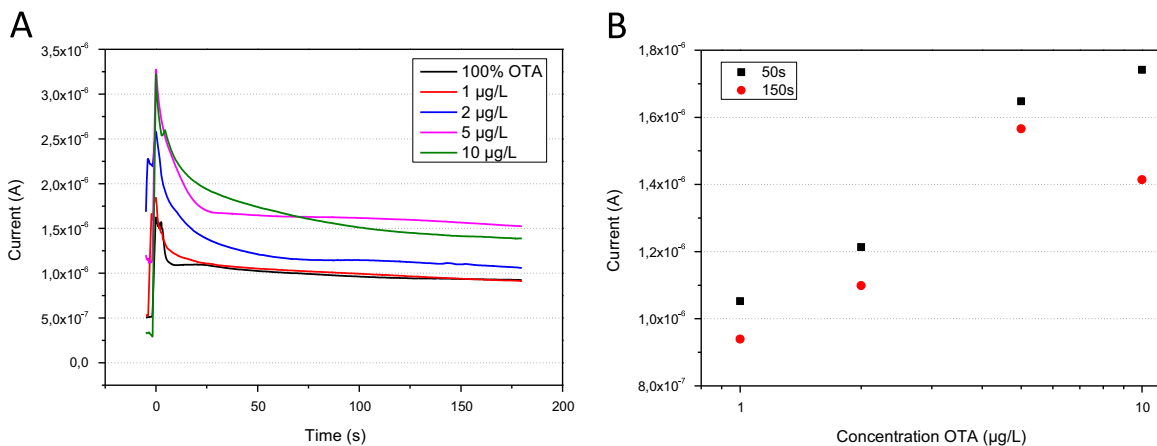 A
Current (A)
3,5x10⁻⁶
3,0x10⁻⁶
2,5x10⁻⁶
2,0x10⁻⁶
1,5x10⁻⁶
1,0x10⁻⁶
5,0x10⁻⁷
0,0
0 50 100 150 200
Time (s)
100% OTA
1 µg/L
2 µg/L
5 µg/L
10 µg/L
B
Current (A)
1,8x10⁻⁶
1,6x10⁻⁶
1,4x10⁻⁶
1,2x10⁻⁶
1,0x10⁻⁶
8,0x10⁻⁷
1 10
Concentration OTA (µg/L)
50s
150s